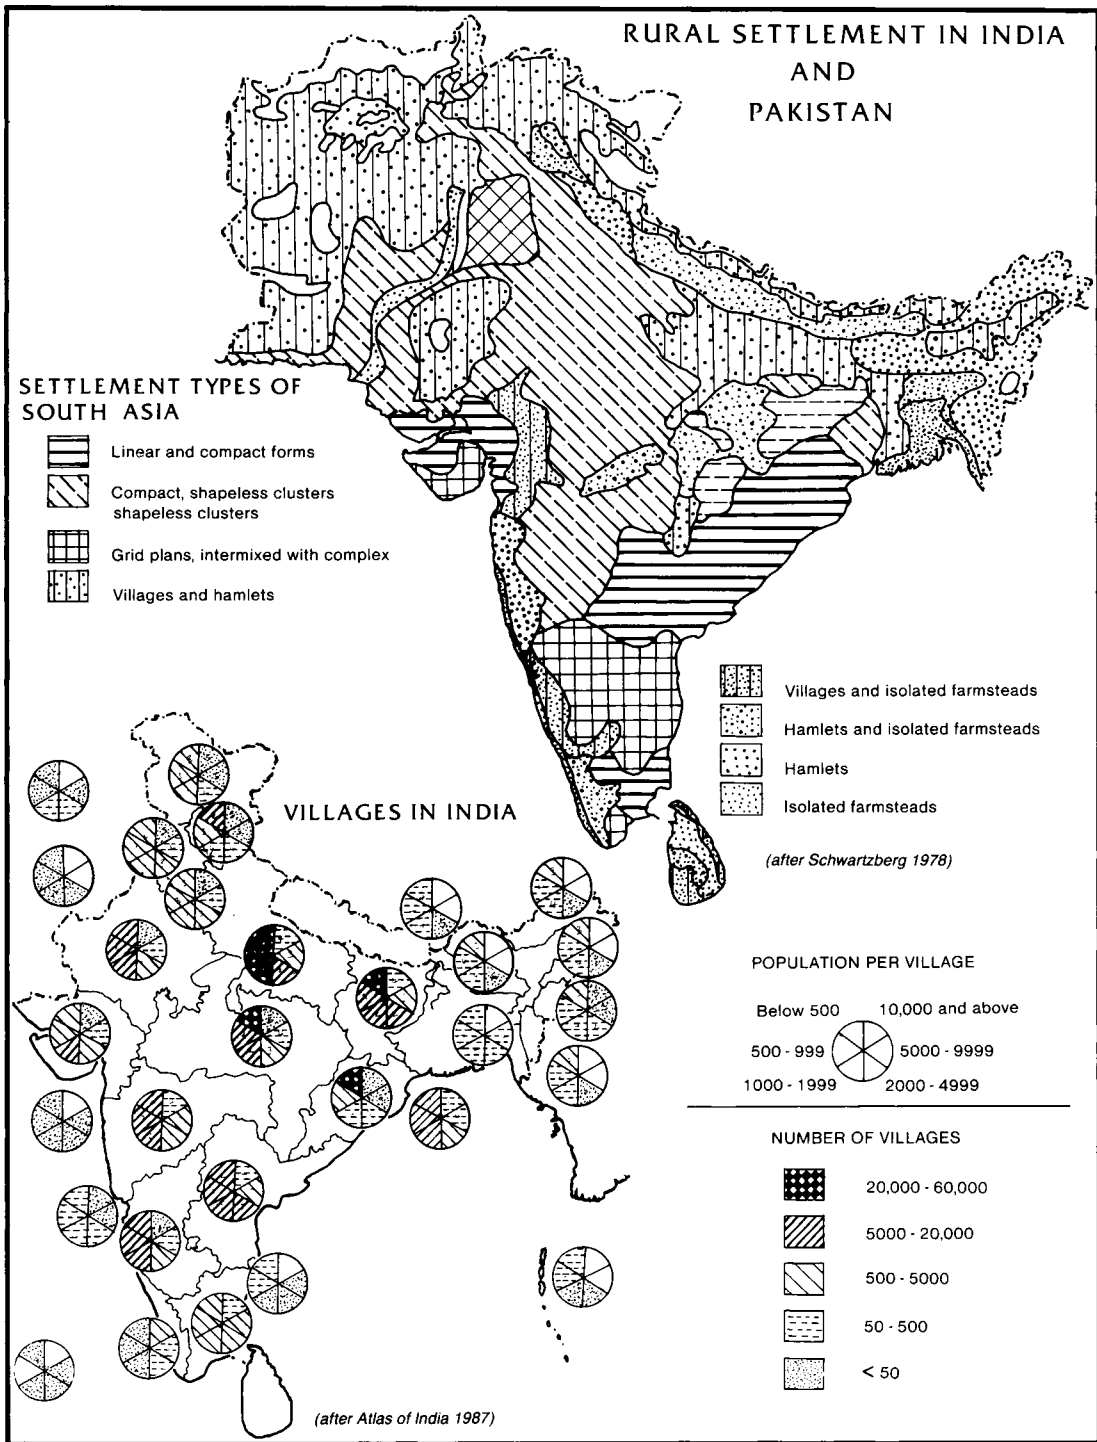 RURAL SETTLEMENT IN INDIA
AND
PAKISTAN
SETTLEMENT TYPES OF
SOUTH ASIA
Linear and compact forms
Compact, shapeless clusters
shapeless clusters
Grid plans, intermixed with complex
Villages and hamlets
Villages and isolated farmsteads
Hamlets and isolated farmsteads
Hamlets
Isolated farmsteads
(after Schwartzberg 1978)
VILLAGES IN INDIA
POPULATION PER VILLAGE
Below 500 10,000 and above
500 - 999 5000 - 9999
1000 - 1999 2000 - 4999
NUMBER OF VILLAGES
20,000 - 60,000
5000 - 20,000
500 - 5000
50 - 500
< 50
(after Atlas of India 1987)